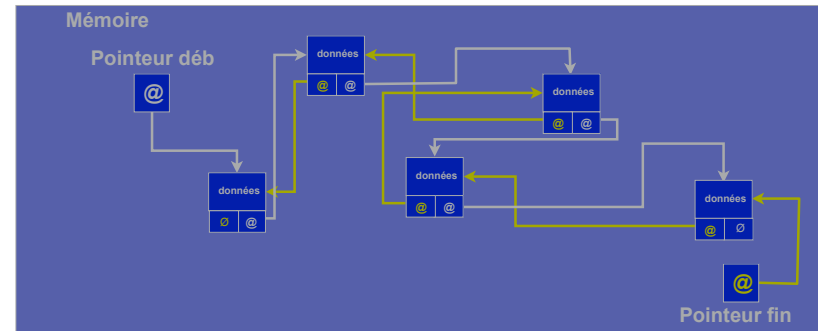 Mémoire
Pointeur déb
@
données
@ @
données
@ @
données
@ @
données
Ø @
données
@ Ø
@
Pointeur fin